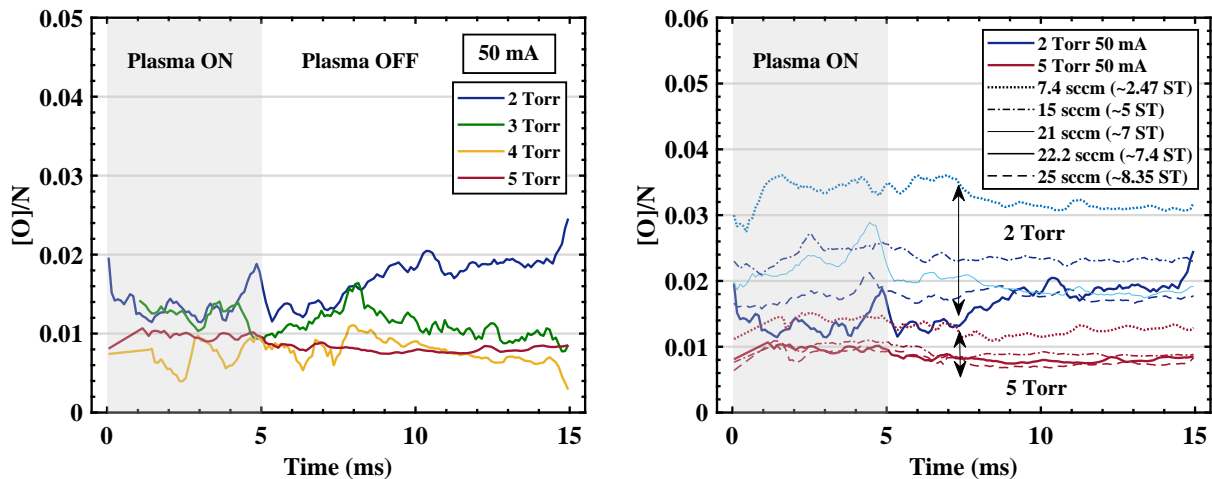 0.05
0.04
0.03
0.02
0.01
0
[O]/N
Plasma ON
Plasma OFF
50 mA
2 Torr
3 Torr
4 Torr
5 Torr
0
5
10
15
Time (ms)
0.06
0.05
0.04
0.03
0.02
0.01
0
[O]/N
Plasma ON
2 Torr 50 mA
5 Torr 50 mA
7.4 sccm (~2.47 ST)
15 sccm (~5 ST)
21 sccm (~7 ST)
22.2 sccm (~7.4 ST)
25 sccm (~8.35 ST)
2 Torr
5 Torr
0
5
10
15
Time (ms)